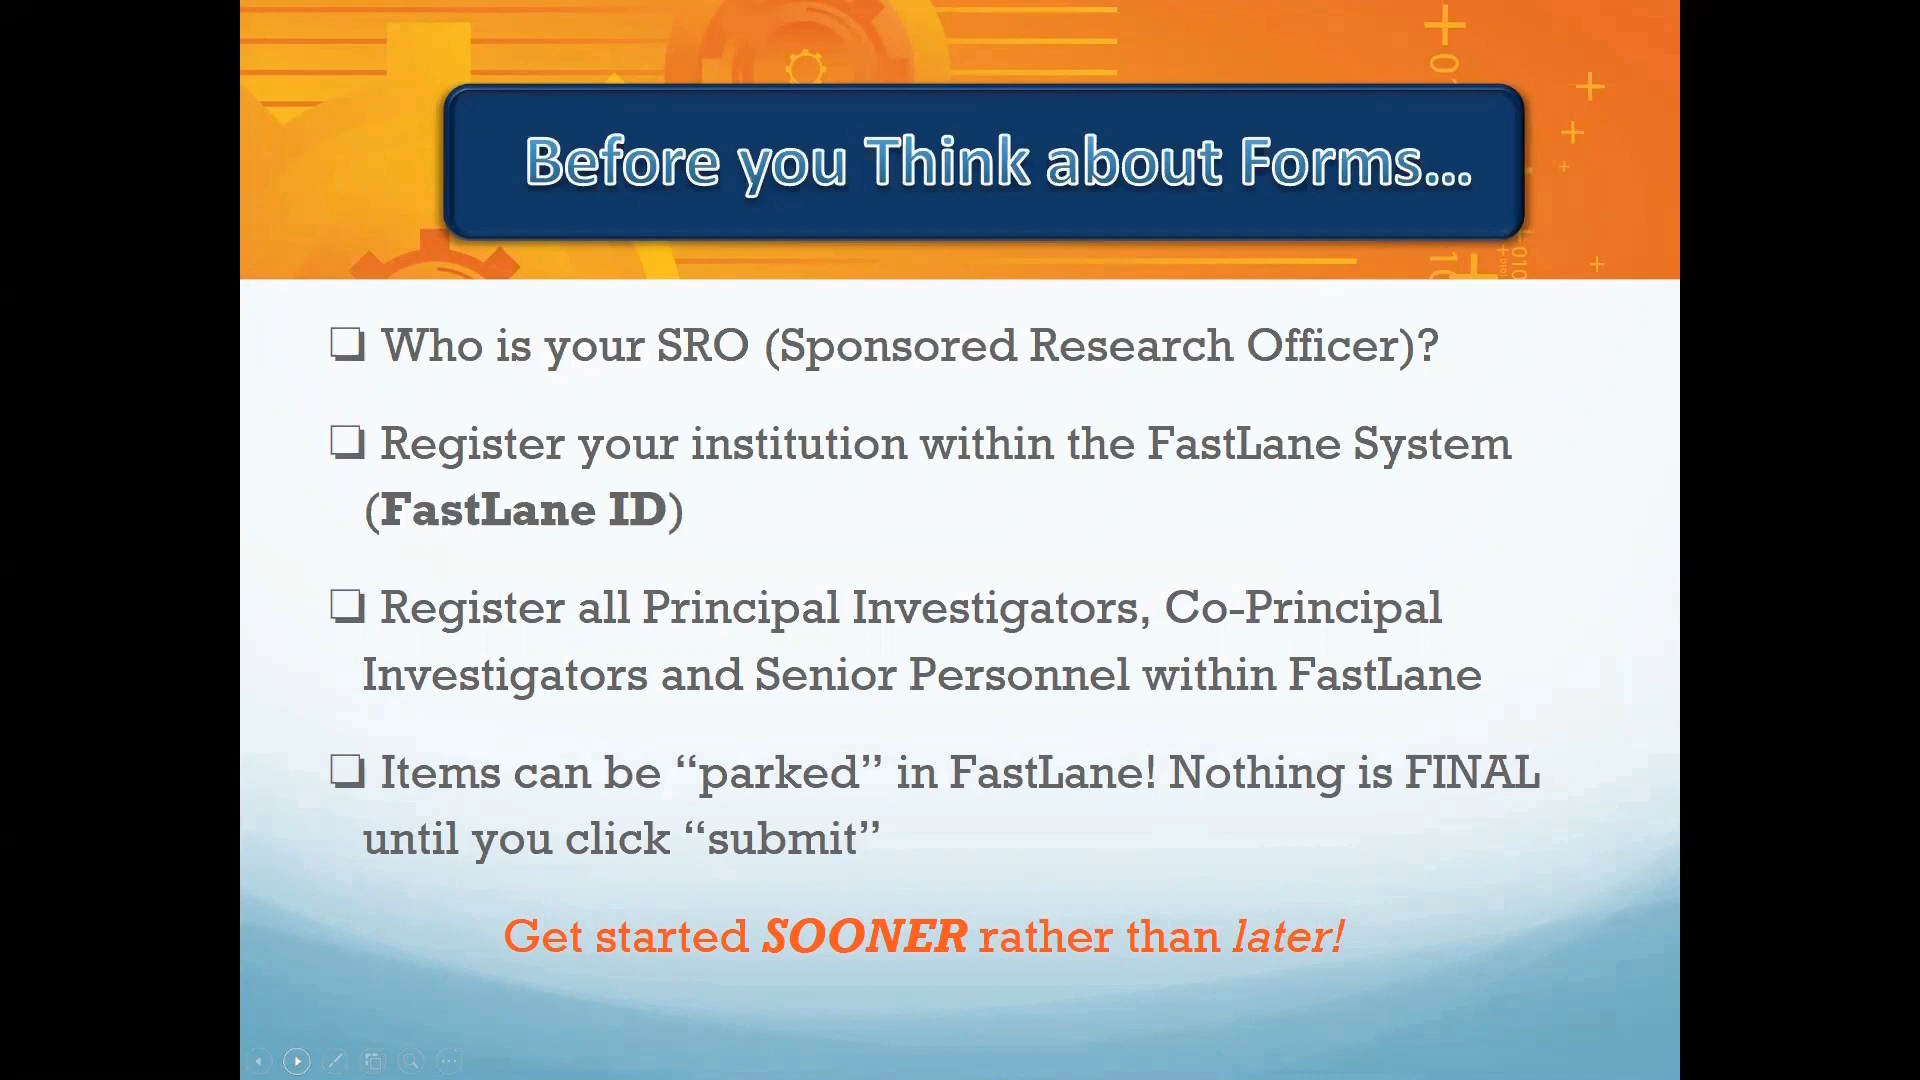 Before you Think about Forms...
❑ Who is your SRO (Sponsored Research Officer)?
❑ Register your institution within the FastLane System
(FastLane ID)
❑ Register all Principal Investigators, Co-Principal
Investigators and Senior Personnel within FastLane
❑ Items can be “parked” in FastLane! Nothing is FINAL
until you click “submit”
Get started SOONER rather than later!